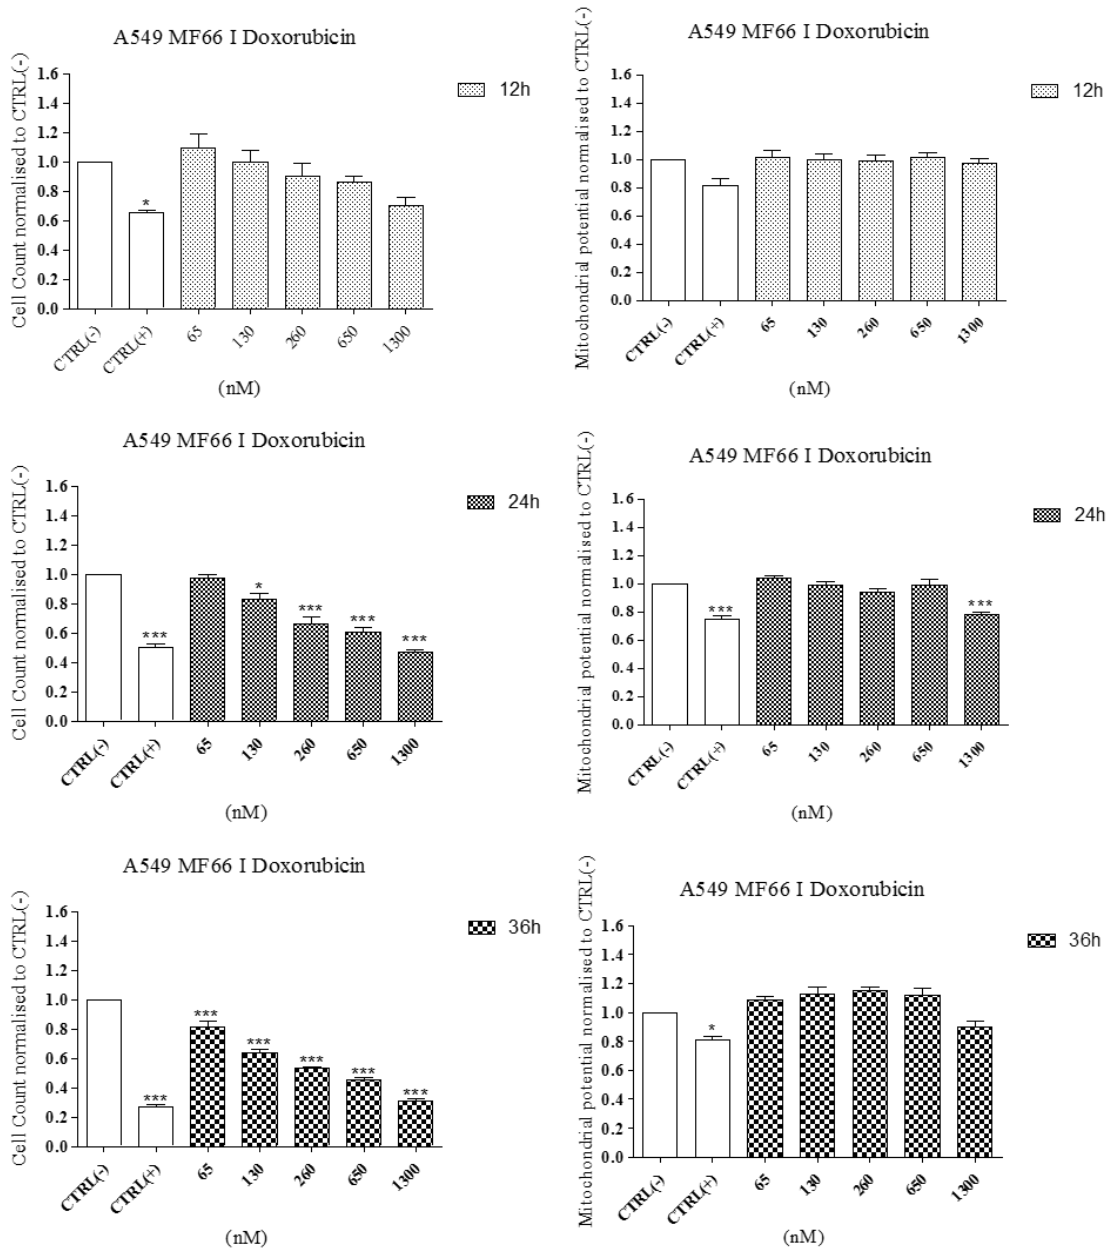 A549 MF66 I Doxorubicin
Cell Count normalised to CTRL(-)
1.6
1.4
1.2
1.0
0.8
0.6
0.4
0.2
0.0
*
12h
CTRL(-) CTRL(+) 65 130 260 650 1300
(nM)
A549 MF66 I Doxorubicin
Mitochondrial potential normalised to CTRL(-)
1.6
1.4
1.2
1.0
0.8
0.6
0.4
0.2
0.0
12h
CTRL(-) CTRL(+) 65 130 260 650 1300
(nM)
A549 MF66 I Doxorubicin
Cell Count normalised to CTRL(-)
1.6
1.4
1.2
1.0
0.8
0.6
0.4
0.2
0.0
*** * *** *** ***
24h
CTRL(-) CTRL(+) 65 130 260 650 1300
(nM)
A549 MF66 I Doxorubicin
Mitochondrial potential normalised to CTRL(-)
1.6
1.4
1.2
1.0
0.8
0.6
0.4
0.2
0.0
*** ***
24h
CTRL(-) CTRL(+) 65 130 260 650 1300
(nM)
A549 MF66 I Doxorubicin
Cell Count normalised to CTRL(-)
1.6
1.4
1.2
1.0
0.8
0.6
0.4
0.2
0.0
*** *** *** *** *** ***
36h
CTRL(-) CTRL(+) 65 130 260 650 1300
(nM)
A549 MF66 I Doxorubicin
Mitochondrial potential normalised to CTRL(-)
1.6
1.4
1.2
1.0
0.8
0.6
0.4
0.2
0.0
*
36h
CTRL(-) CTRL(+) 65 130 260 650 1300
(nM)